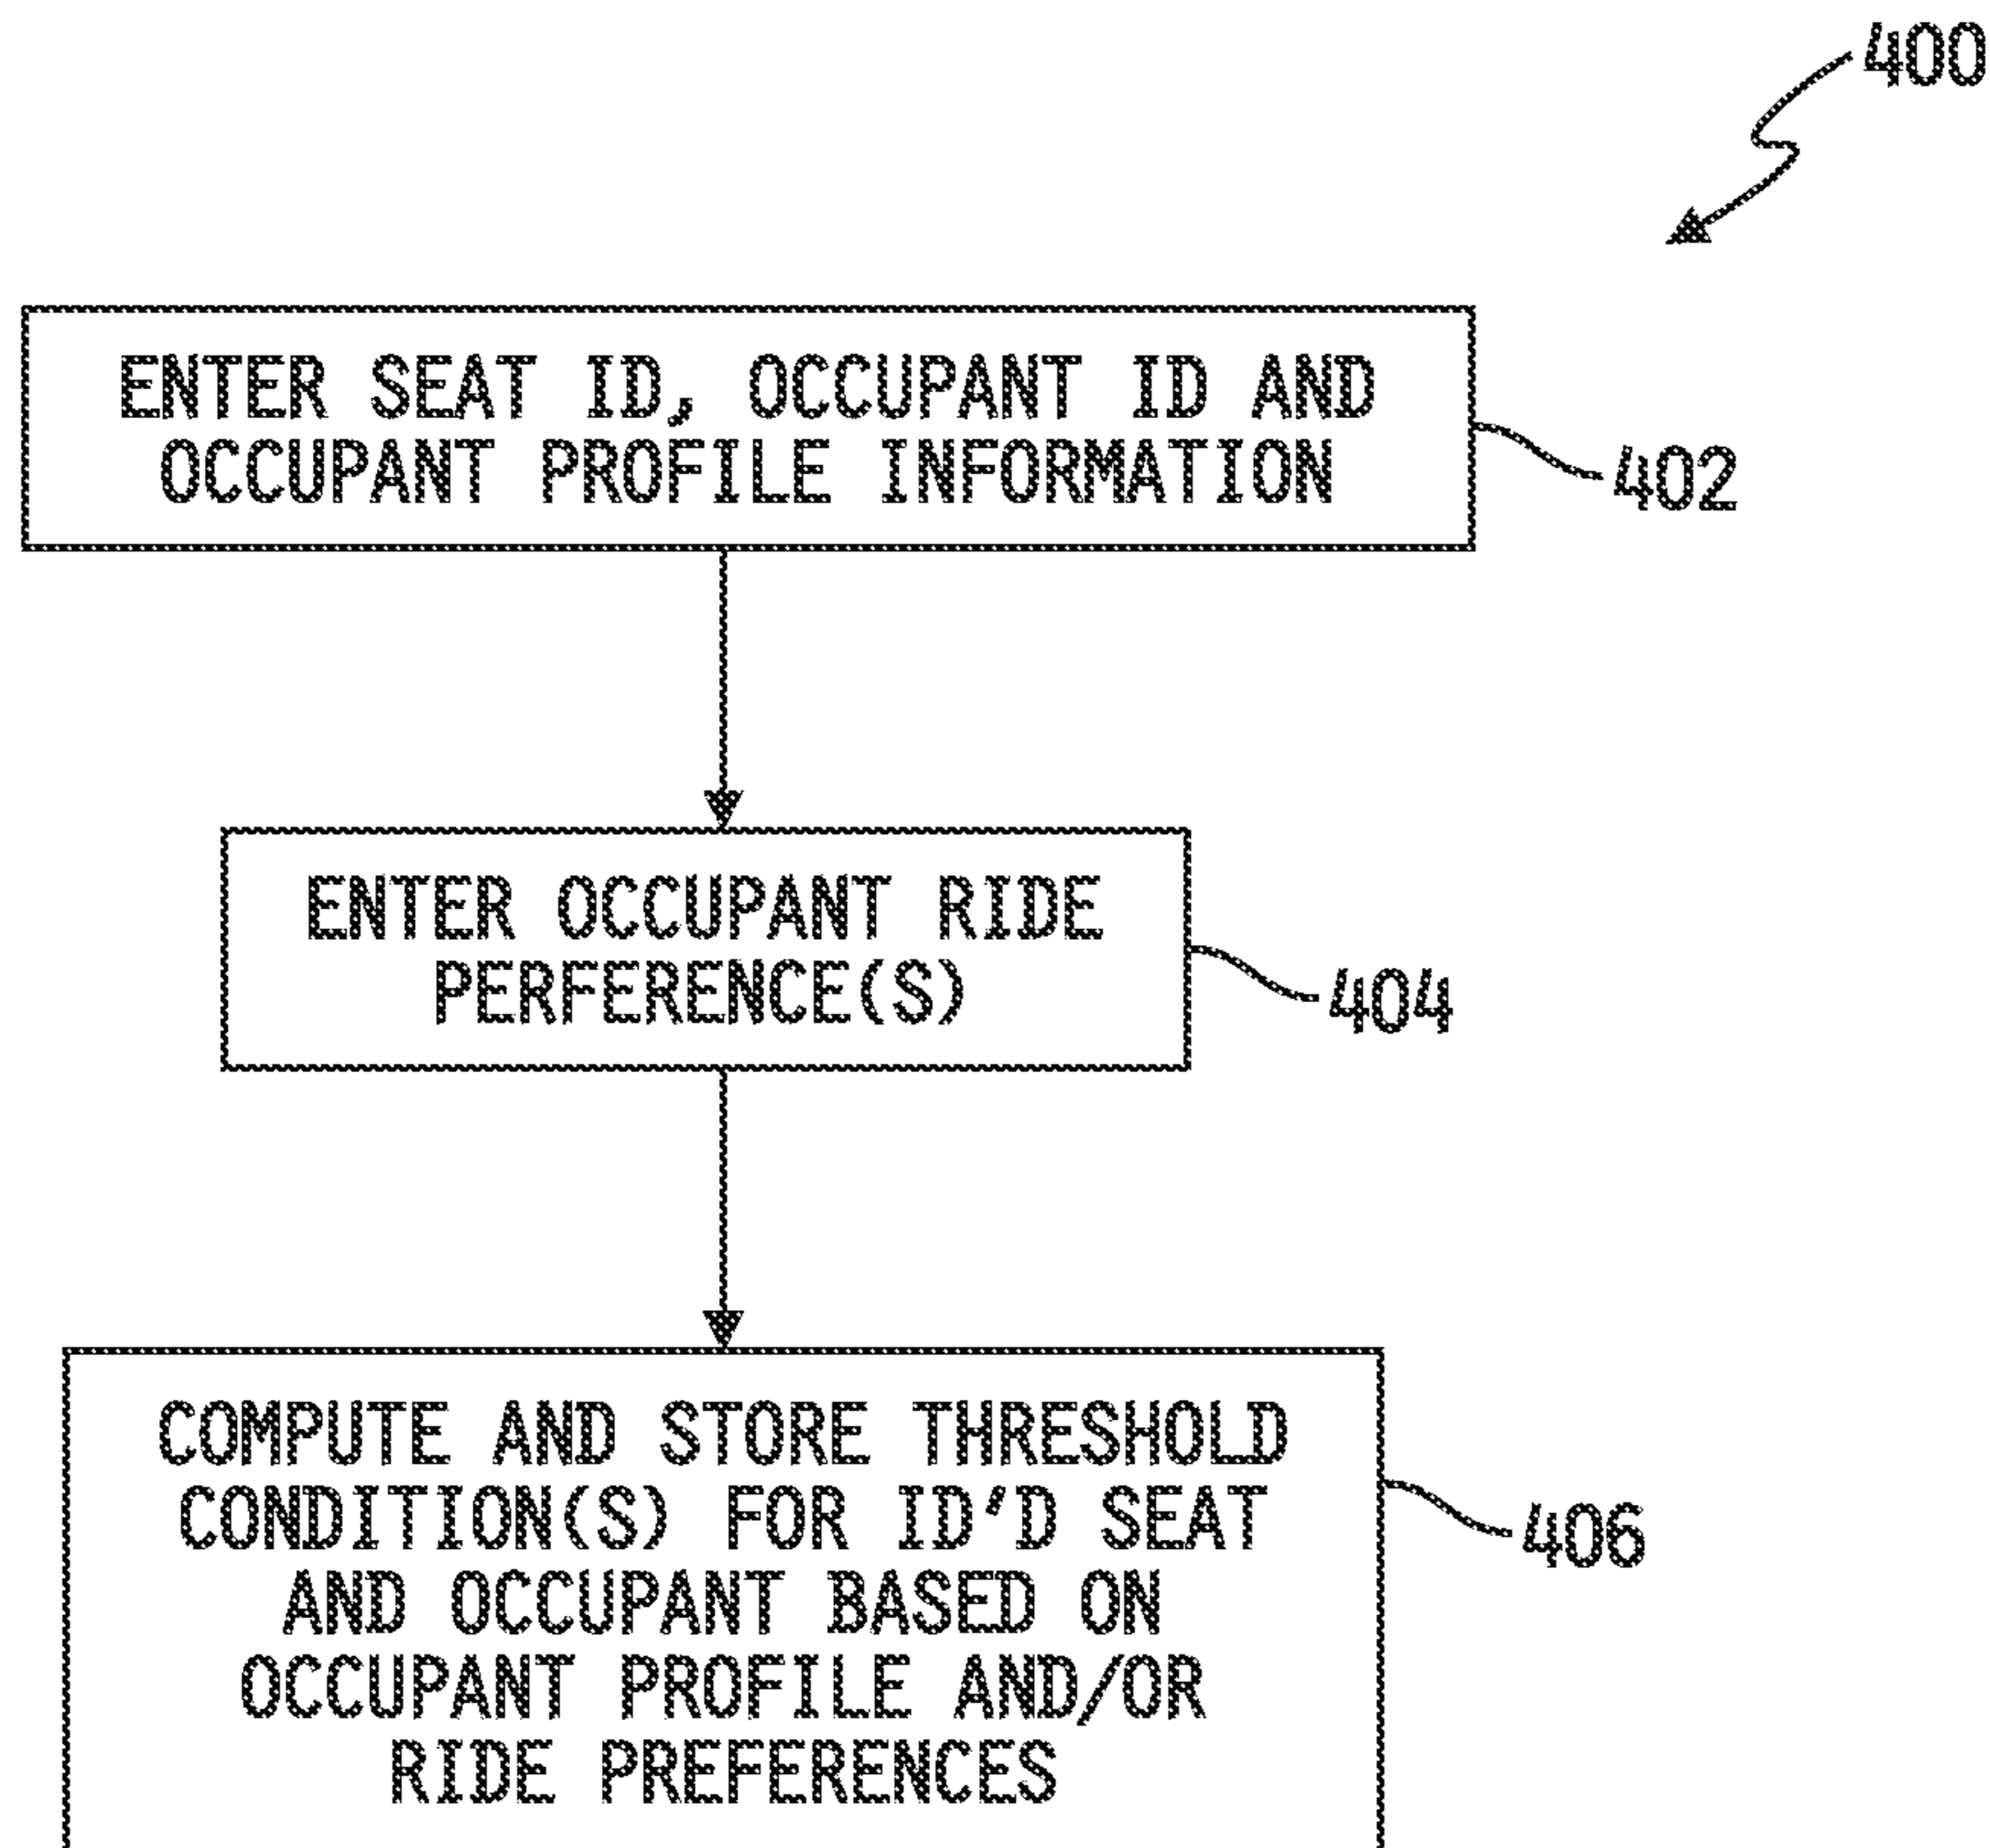 400
ENTER SEAT ID, OCCUPANT ID AND
OCCUPANT PROFILE INFORMATION
402
ENTER OCCUPANT RIDE
PERFERENCE(S)
404
COMPUTE AND STORE THRESHOLD
CONDITION(S) FOR ID'D SEAT
AND OCCUPANT BASED ON
OCCUPANT PROFILE AND/OR
RIDE PREFERENCES
406